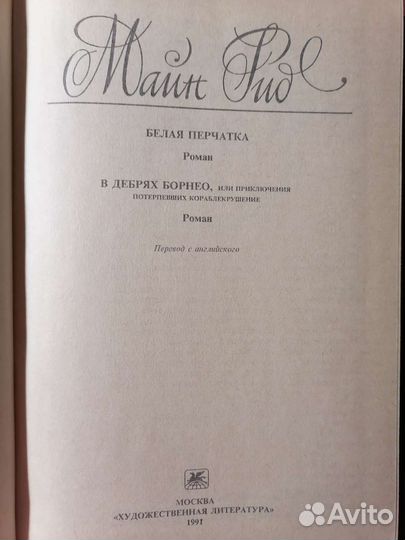 Майн Рид
БЕЛАЯ ПЕРЧАТКА
Роман
В ДЕБРЯХ БОРНЕО, ИЛИ ПРИКЛЮЧЕНИЯ
ПОТЕРПЕВШИХ КОРАБЛЕКРУШЕНИЕ
Роман
Перевод с английского
МОСКВА
«ХУДОЖЕСТВЕННАЯ ЛИТЕРАТУРА»
1991
Avito